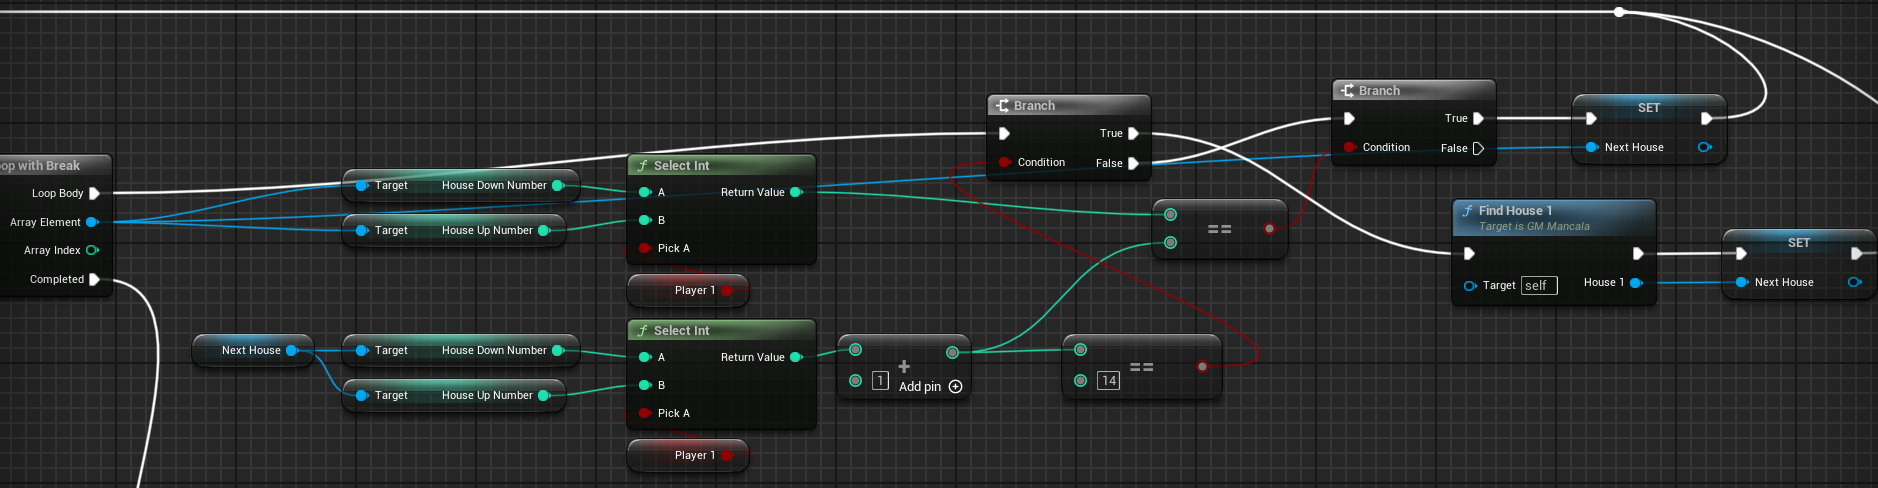 oop with Break
Loop Body
Array Element
Array Index
Completed
Target House Down Number
Target House Up Number
Select Int
A Return Value
B
Pick A
Player 1
Next House
Target House Down Number
Target House Up Number
Select Int
A Return Value
B
Pick A
Player 1
+
1
Add pin
==
14
Branch
True
Condition False
==
Branch
True
Condition False
SET
Next House
Find House 1
Target is GM Mancala
Target self House 1
SET
Next House